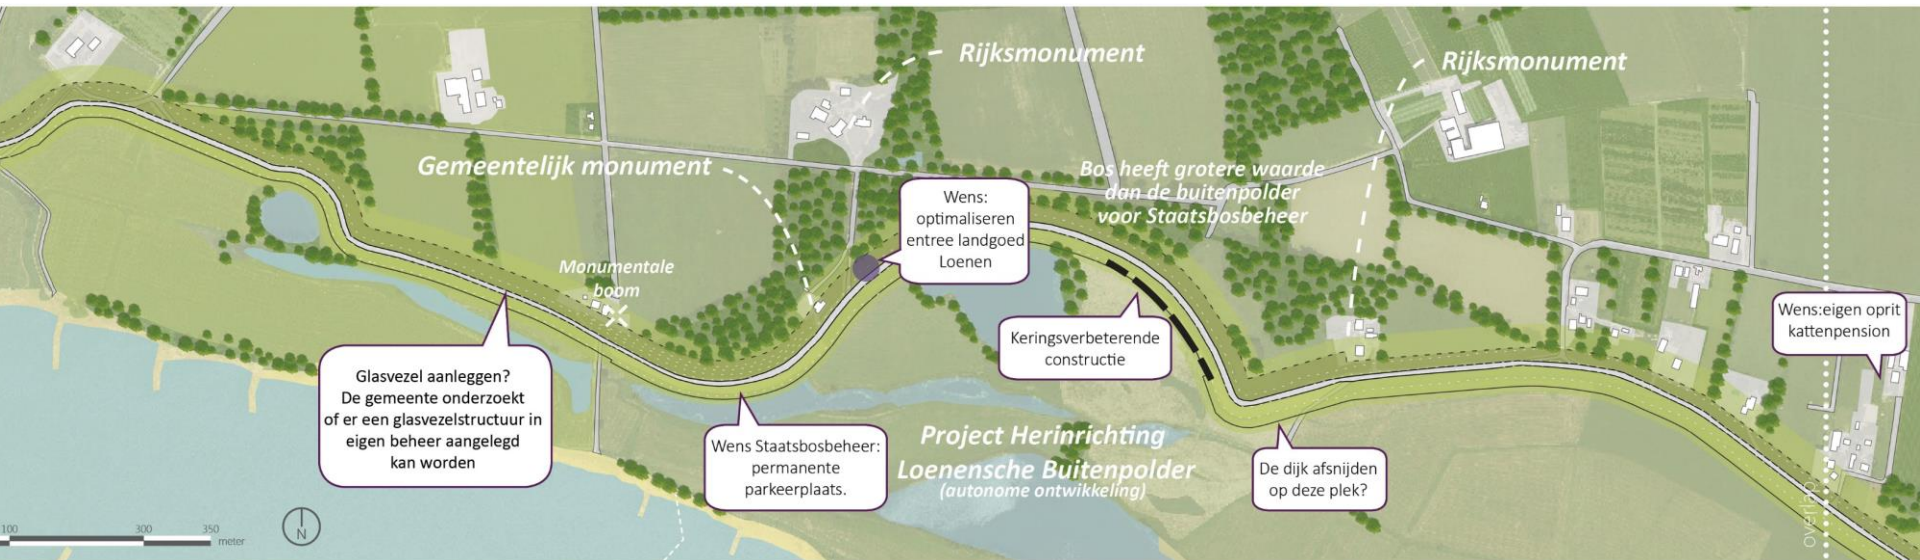 Rijksmonument
Rijksmonument
Gemeentelijk monument
Bos heeft grotere waarde
dan de buitenpolder
voor Staatsbosbeheer
Wens:
optimaliseren
entree landgoed
Loenen
Monumentale
boom
Wens:eigen oprit
kattenpension
Keringsverbeterende
constructie
Glasvezel aanleggen?
De gemeente onderzoekt
of er een glasvezelstructuur in
eigen beheer aangelegd
kan worden
Wens Staatsbosbeheer:
permanente
parkeerplaats.
Project Herinrichting
Loenensche Buitenpolder
(autonome ontwikkeling)
De dijk afsnijden
op deze plek?
overlap
100 300 350
meter
N